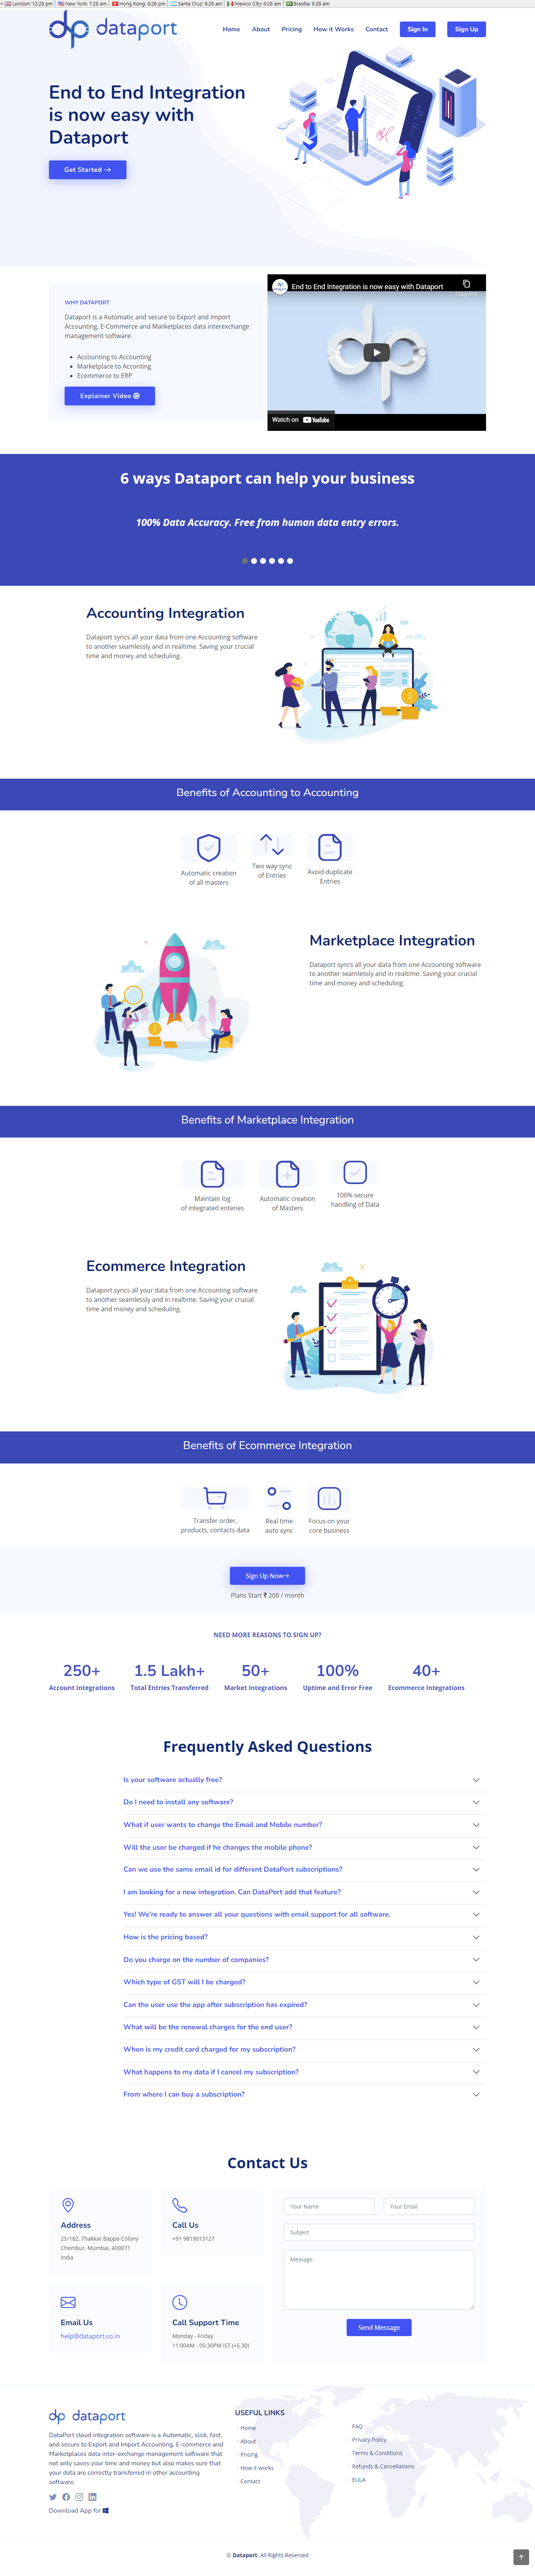 × London: 12:28 pm New York: 7:28 am Hong Kong: 8:28 pm Santa Cruz: 9:28 am Mexico City: 6:28 am Brasilia: 9:28 am
dp dataport
Home About Pricing How it Works Contact Sign In Sign Up
End to End Integration
is now easy with
Dataport
Get Started →
WHY DATAPORT
Dataport is a Automatic and secure to Export and Import
Accounting, E-Commerce and Marketplaces data interexchange
management software.
• Accounting to Accounting
• Marketplace to Acconting
• Ecommerce to ERP
Explainer Video
End to End Integration is now easy with Dataport
Copy link
dp
Watch on YouTube
6 ways Dataport can help your business
100% Data Accuracy. Free from human data entry errors.
Accounting Integration
Dataport syncs all your data from one Accounting software
to another seamlessly and in realtime. Saving your crucial
time and money and scheduling.
Benefits of Accounting to Accounting
Automatic creation
of all masters
Two way sync
of Entries
Avoid duplicate
Entries
Marketplace Integration
Dataport syncs all your data from one Accounting software
to another seamlessly and in realtime. Saving your crucial
time and money and scheduling.
Benefits of Marketplace Integration
Maintain log
of integrated enteries
Automatic creation
of Masters
100% secure
handling of Data
Ecommerce Integration
Dataport syncs all your data from one Accounting software
to another seamlessly and in realtime. Saving your crucial
time and money and scheduling.
Benefits of Ecommerce Integration
Transfer order,
products, contacts data
Real time
auto sync
Focus on your
core business
Sign Up Now→
Plans Start ₹ 200 / month
NEED MORE REASONS TO SIGN UP?
250+
Account Integrations
1.5 Lakh+
Total Entries Transferred
50+
Market Integrations
100%
Uptime and Error Free
40+
Ecommerce Integrations
Frequently Asked Questions
Is your software actually free?
Do I need to install any software?
What if user wants to change the Email and Mobile number?
Will the user be charged if he changes the mobile phone?
Can we use the same email id for different DataPort subscriptions?
I am looking for a new integration. Can DataPort add that feature?
Yes! We're ready to answer all your questions with email support for all software.
How is the pricing based?
Do you charge on the number of companies?
Which type of GST will I be charged?
Can the user use the app after subscription has expired?
What will be the renewal charges for the end user?
When is my credit card charged for my subscription?
What happens to my data if I cancel my subscription?
From where I can buy a subscription?
Contact Us
Address
25/182, Thakkar Bappa Colony
Chembur, Mumbai, 400071
India
Call Us
+91 9819013127
Email Us
help@dataport.co.in
Call Support Time
Monday - Friday
11:00AM - 05:30PM IST (+5.30)
Your Name
Your Email
Subject
Message
Send Message
dp dataport
DataPort cloud integration software is a Automatic, slick, fast,
and secure to Export and Import Accounting, E-commerce and
Marketplaces data inter-exchange management software that
not only saves your time and money but also makes sure that
your data are correctly transferred in other accounting
software.
Download App for
USEFUL LINKS
Home
About
Pricing
How it works
Contact
FAQ
Privacy Policy
Terms & Conditions
Refunds & Cancellations
EULA
© Dataport. All Rights Reserved